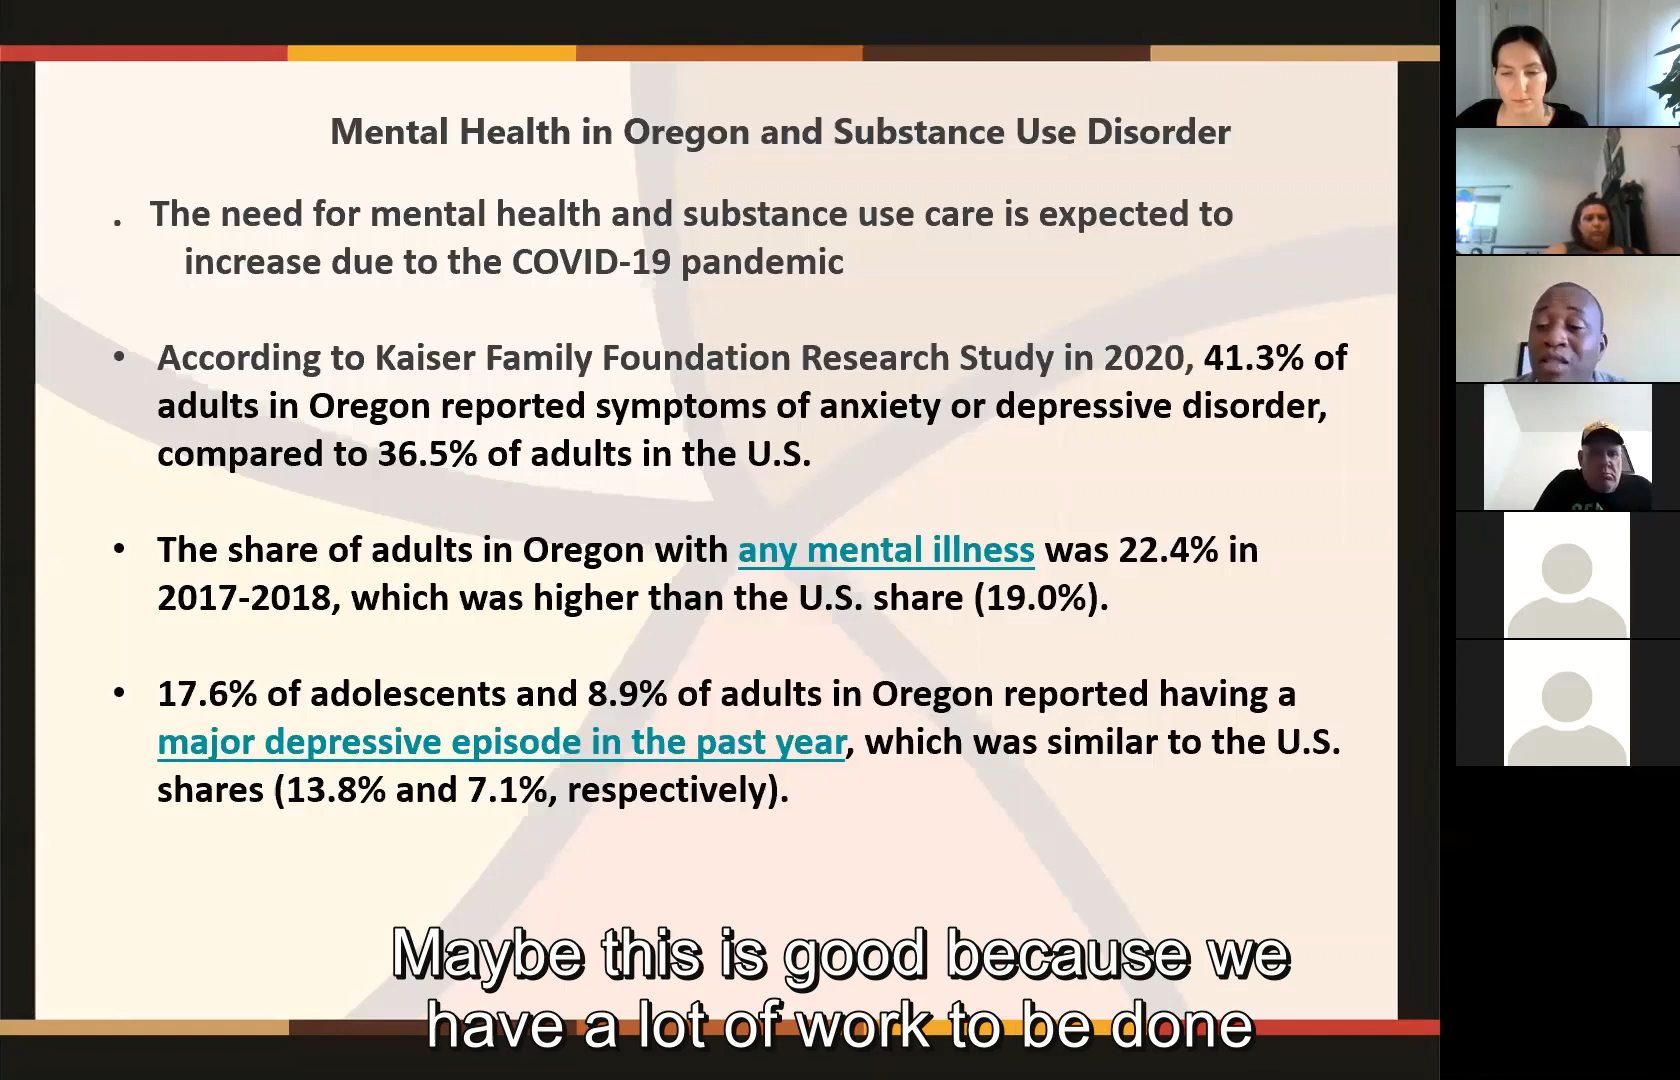 Mental Health in Oregon and Substance Use Disorder
. The need for mental health and substance use care is expected to
increase due to the COVID-19 pandemic
• According to Kaiser Family Foundation Research Study in 2020, 41.3% of
adults in Oregon reported symptoms of anxiety or depressive disorder,
compared to 36.5% of adults in the U.S.
• The share of adults in Oregon with any mental illness was 22.4% in
2017-2018, which was higher than the U.S. share (19.0%).
• 17.6% of adolescents and 8.9% of adults in Oregon reported having a
major depressive episode in the past year, which was similar to the U.S.
shares (13.8% and 7.1%, respectively).
Maybe this is good because we
have a lot of work to be done